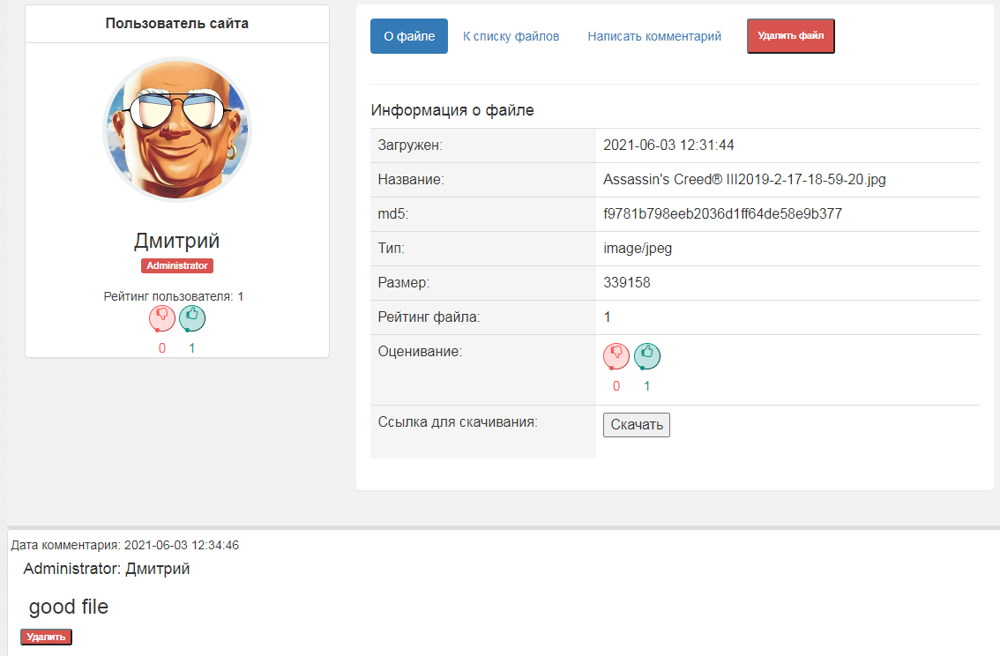 Пользователь сайта
Дмитрий
Administrator
Рейтинг пользователя: 1
0 1
О файле К списку файлов Написать комментарий Удалить файл
Информация о файле
Загружен: 2021-06-03 12:31:44
Название: Assassin's Creed® III2019-2-17-18-59-20.jpg
md5: f9781b798eeb2036d1ff64de58e9b377
Тип: image/jpeg
Размер: 339158
Рейтинг файла: 1
Оценивание:
0 1
Ссылка для скачивания: Скачать
Дата комментария: 2021-06-03 12:34:46
Administrator: Дмитрий
good file
Удалить